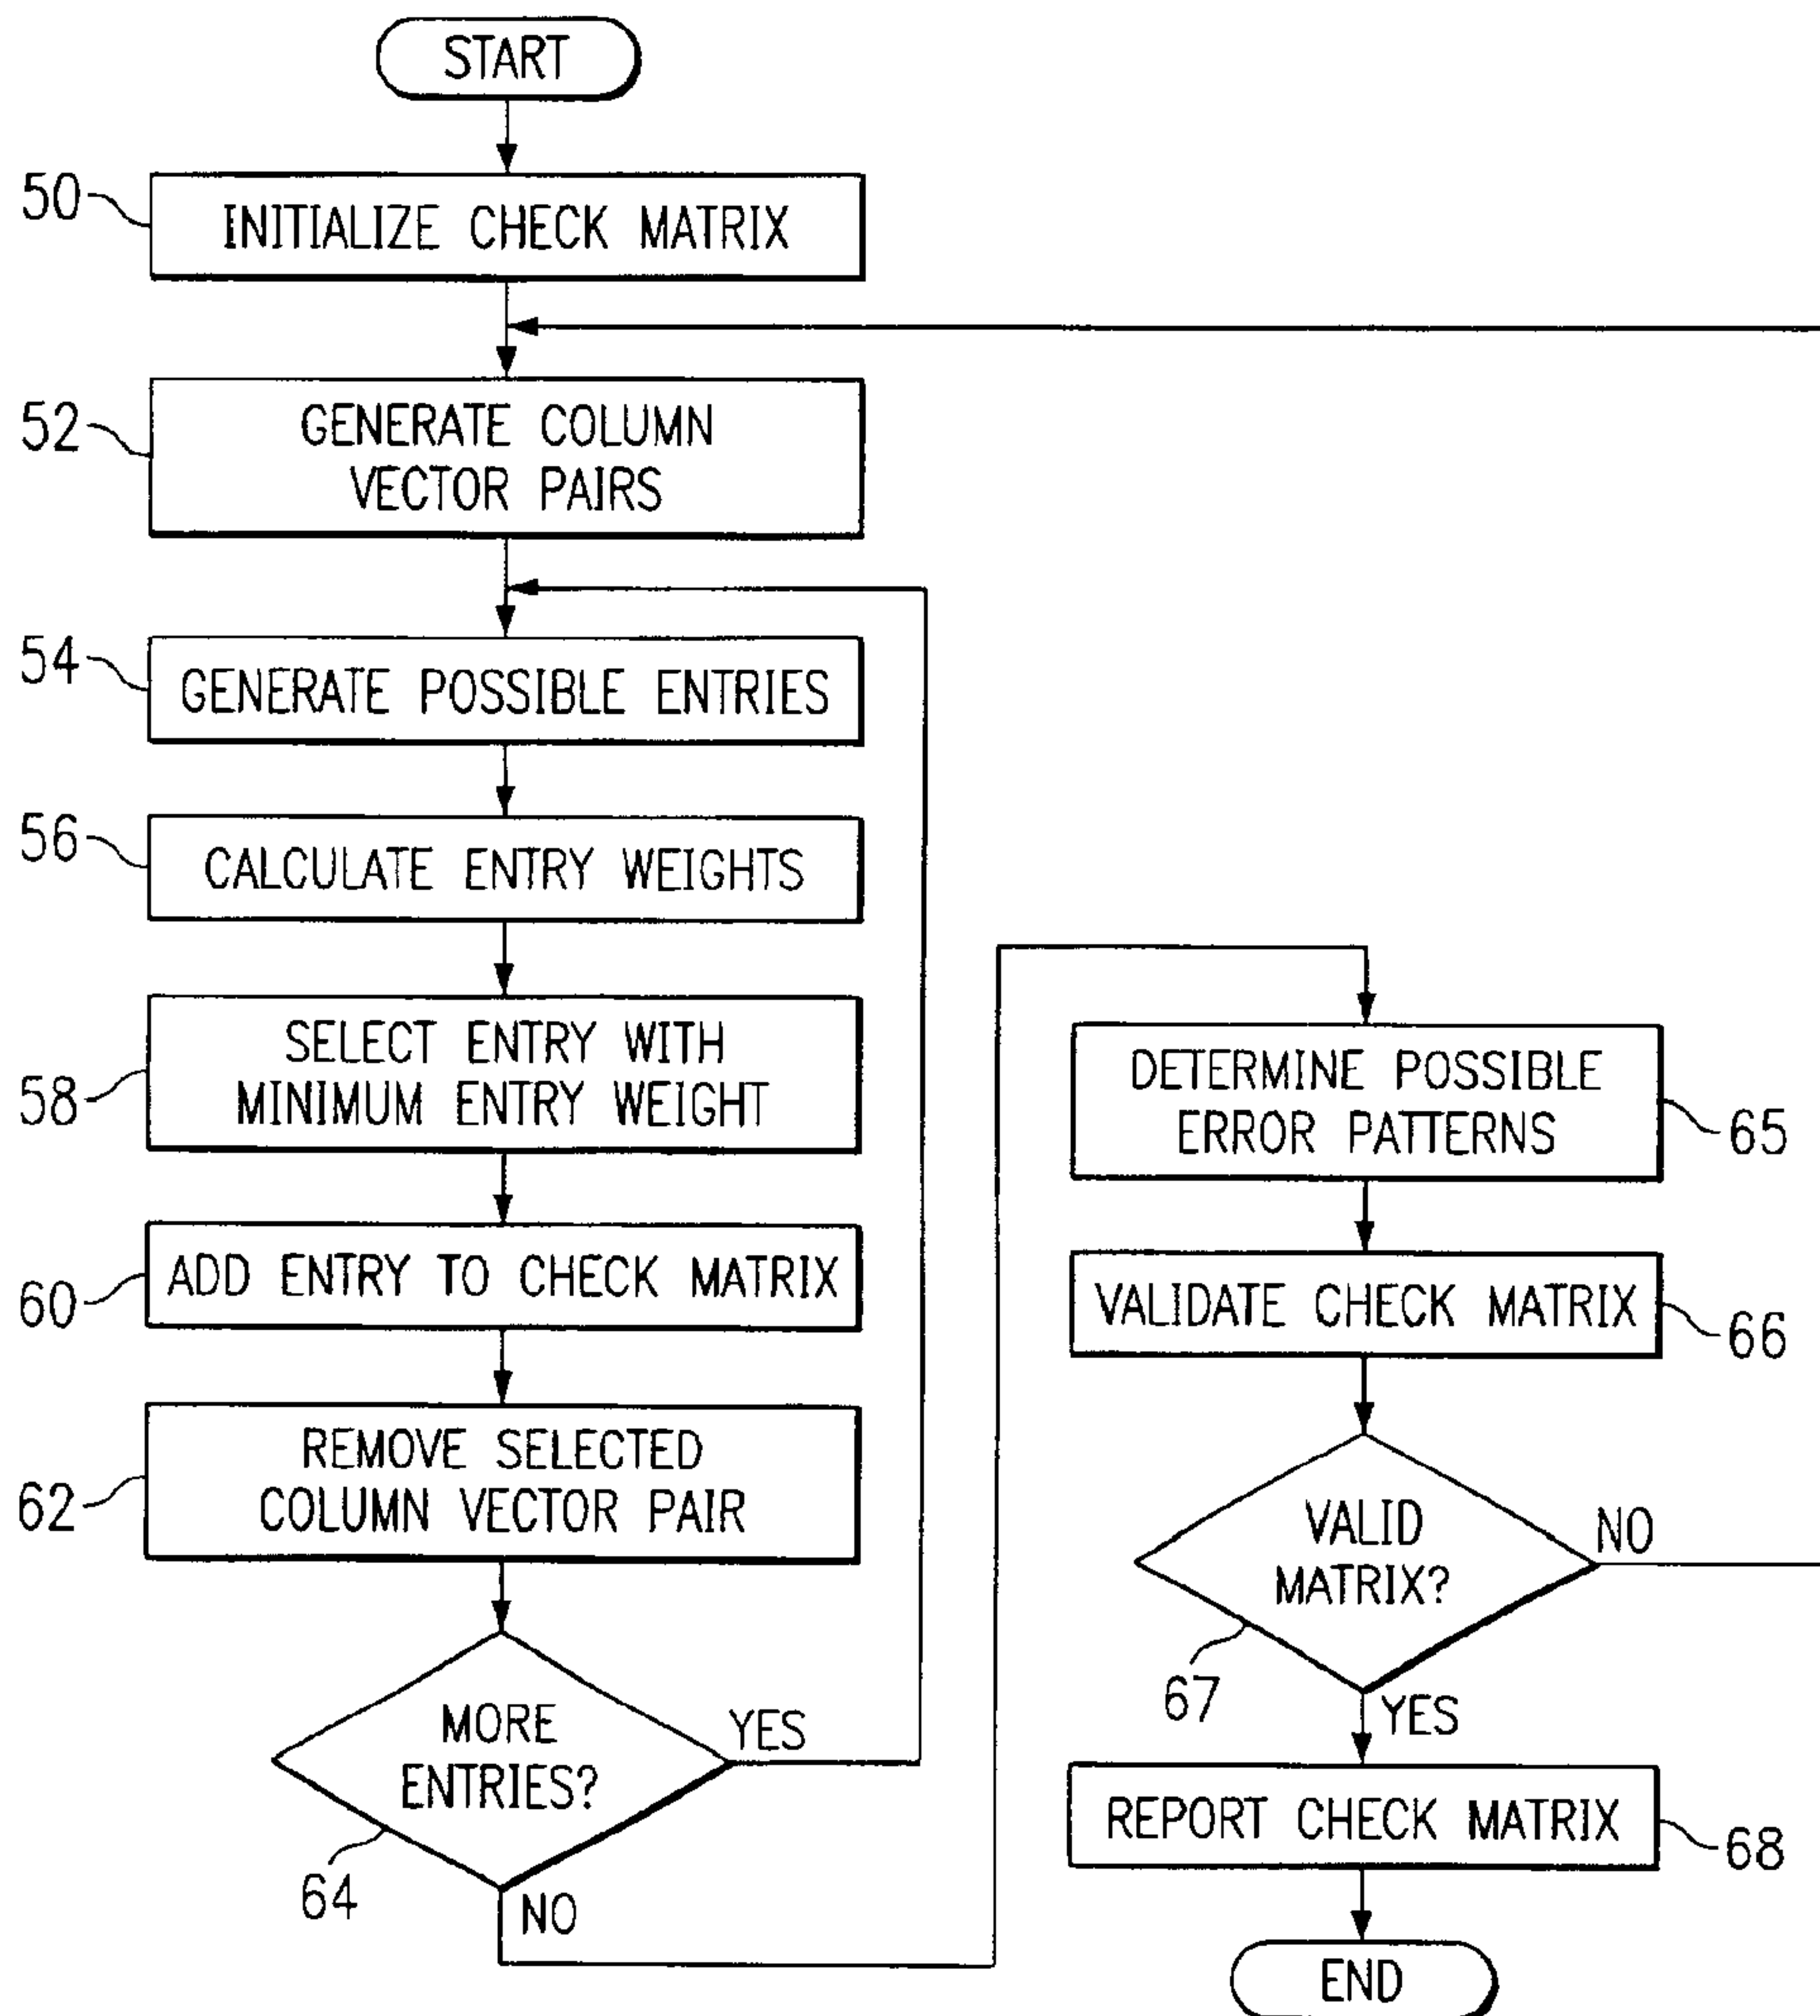 START
50
INITIALIZE CHECK MATRIX
52
GENERATE COLUMN
VECTOR PAIRS
54
GENERATE POSSIBLE ENTRIES
56
CALCULATE ENTRY WEIGHTS
58
SELECT ENTRY WITH
MINIMUM ENTRY WEIGHT
60
ADD ENTRY TO CHECK MATRIX
62
REMOVE SELECTED
COLUMN VECTOR PAIR
MORE
ENTRIES?
YES
64
NO
DETERMINE POSSIBLE
ERROR PATTERNS
65
VALIDATE CHECK MATRIX
66
VALID
MATRIX?
NO
67
YES
REPORT CHECK MATRIX
68
END